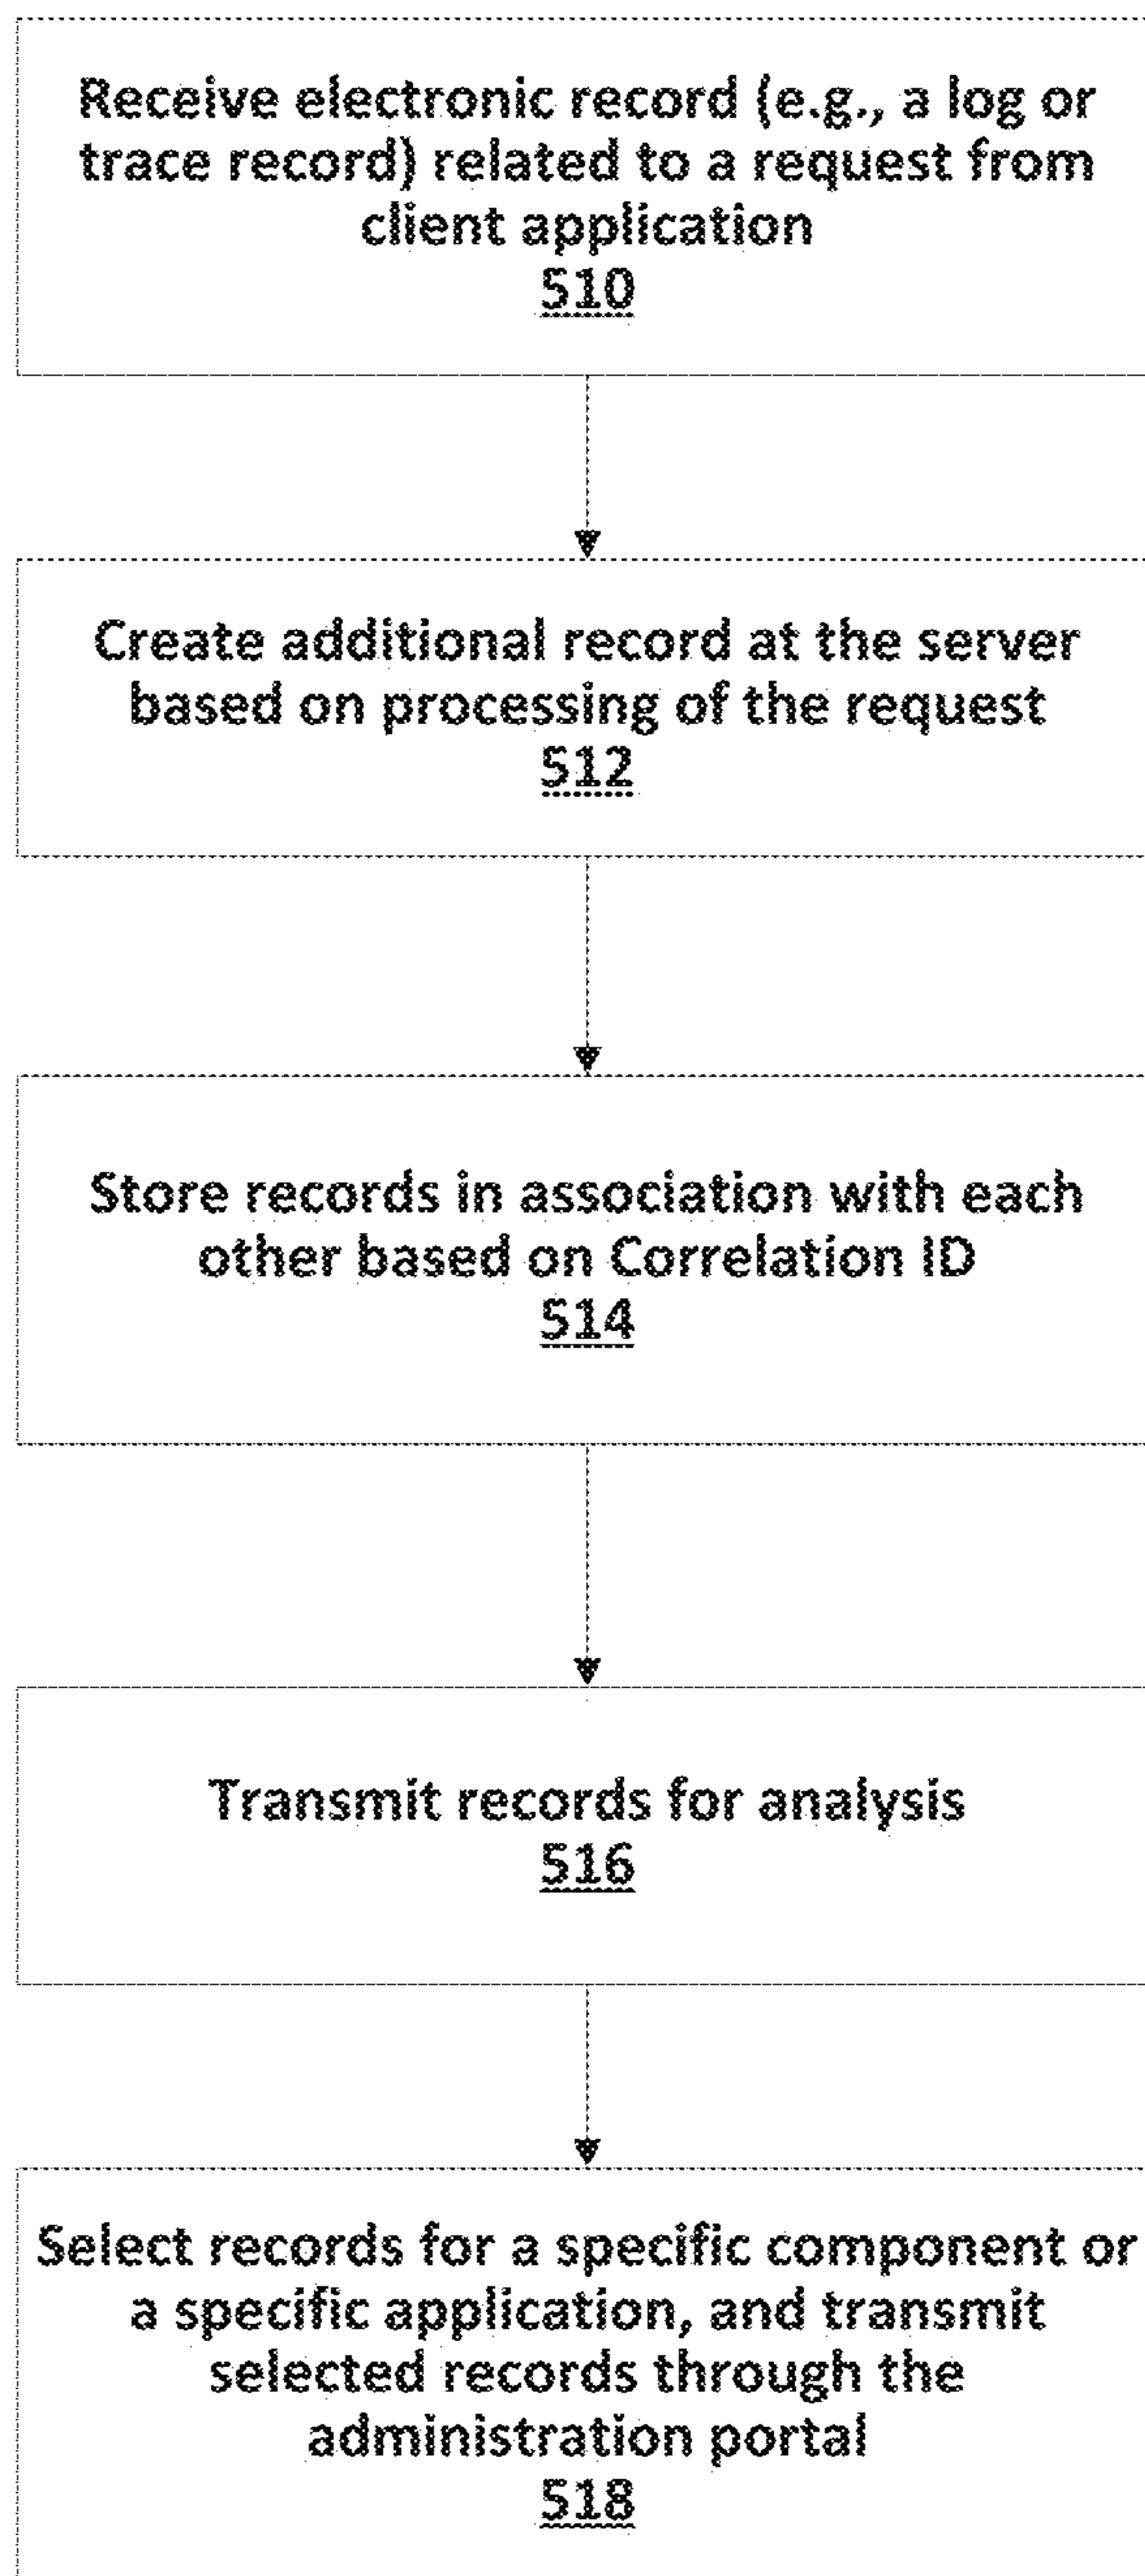 Receive electronic record (e.g., a log or
trace record) related to a request from
client application
510
Create additional record at the server
based on processing of the request
512
Store records in association with each
other based on Correlation ID
514
Transmit records for analysis
516
Select records for a specific component or
a specific application, and transmit
selected records through the
administration portal
518